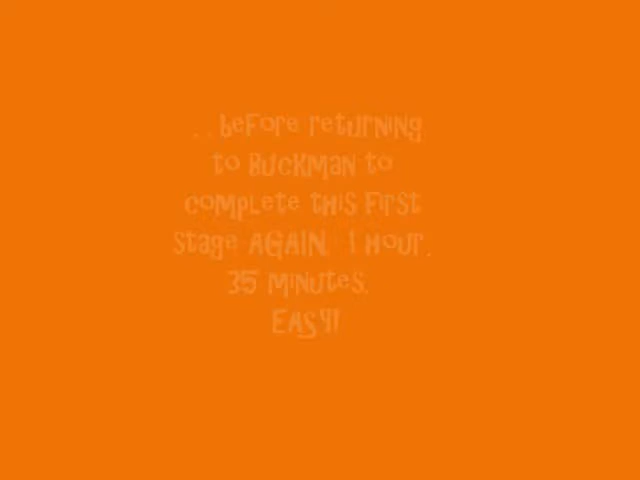 . . before returning
to Buckman to
complete this first
stage AGAIN. 1 hour.
35 minutes.
EASY!